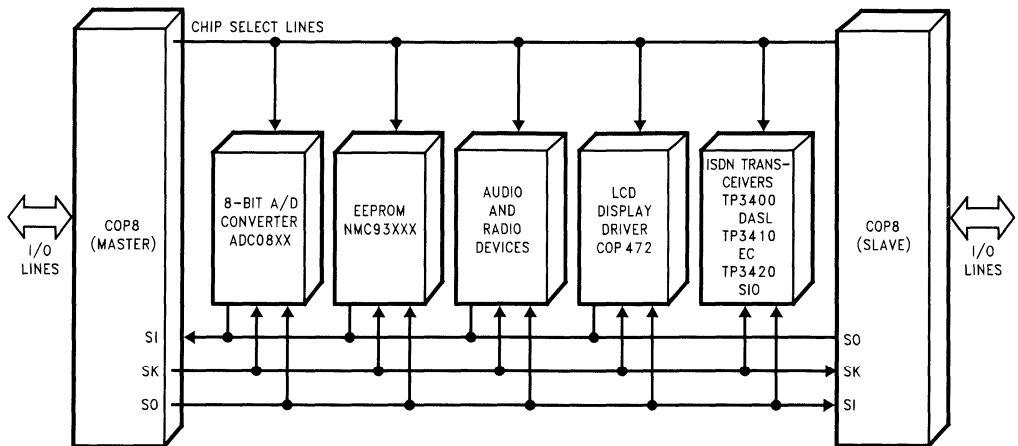 CHIP SELECT LINES
I/O
LINES
COP8
(MASTER)
8-BIT A/D
CONVERTER
ADC08XX
EEPROM
NMC93XXX
AUDIO
AND
RADIO
DEVICES
LCD
DISPLAY
DRIVER
COP 472
ISDN TRANS-
CEIVERS
TP3400
DASL
TP3410
EC
TP3420
SIO
COP8
(SLAVE)
I/O
LINES
SI
SO
SK
SK
SO
SI